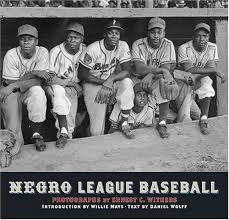 NEGRO LEAGUE BASEBALL
PHOTOGRAPHS BY ERNEST C. WITHERS
INTRODUCTION BY WILLIE MAYS • TEXT BY DANIEL WOLFF